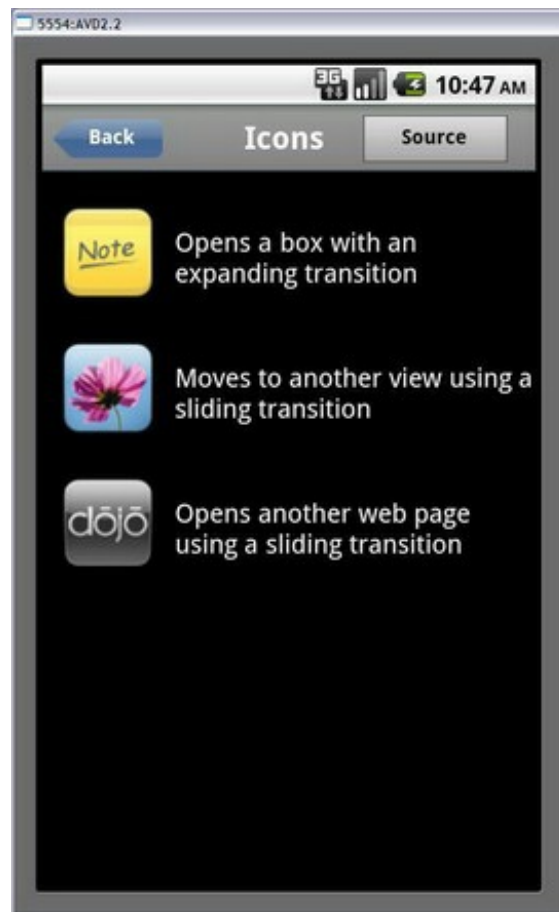 5554:AVD2.2
3G 10:47 AM
Back Icons Source
Note
Opens a box with an
expanding transition
Moves to another view using a
sliding transition
dōjō
Opens another web page
using a sliding transition